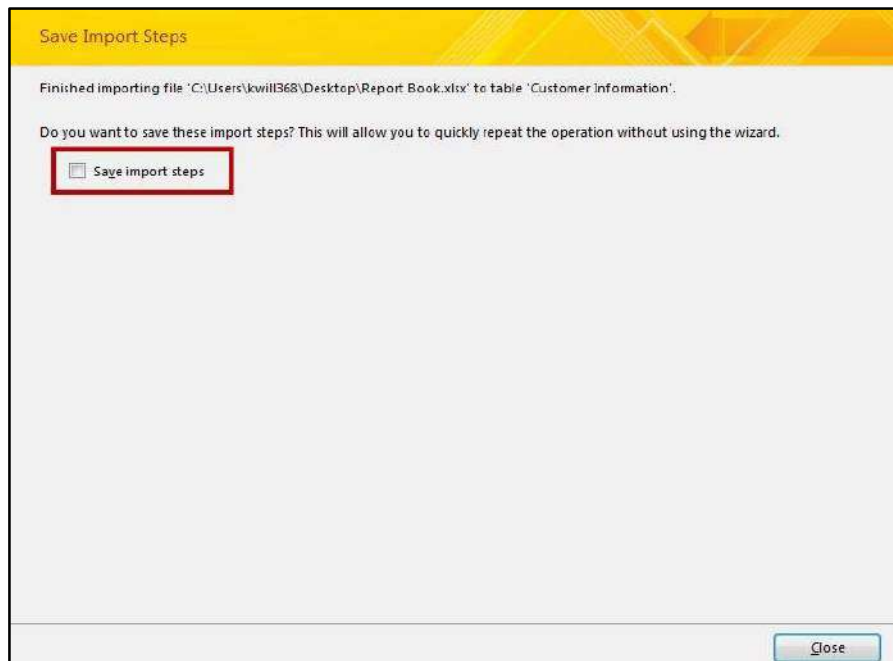 Save Import Steps
Finished importing file 'C:\Users\kwill368\Desktop\Report Book.xlsx' to table 'Customer Information'.
Do you want to save these import steps? This will allow you to quickly repeat the operation without using the wizard.
Save import steps
Close